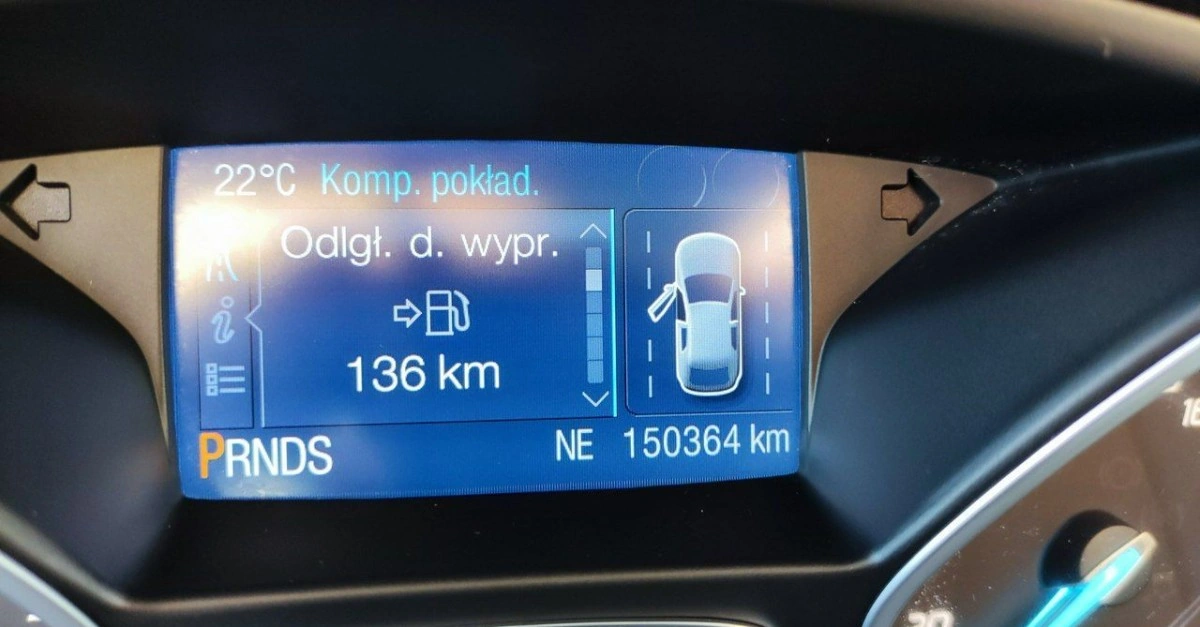 22°C Komp. pokład.
Odlgł. d. wypr.
136 km
PRNDS NE 150364 km